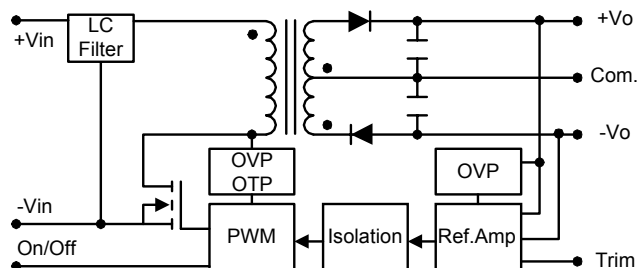 +Vin
LC
Filter
+Vo
Com.
-Vo
OVP
OTP
OVP
-Vin
On/Off
PWM
Isolation
Ref.Amp
Trim